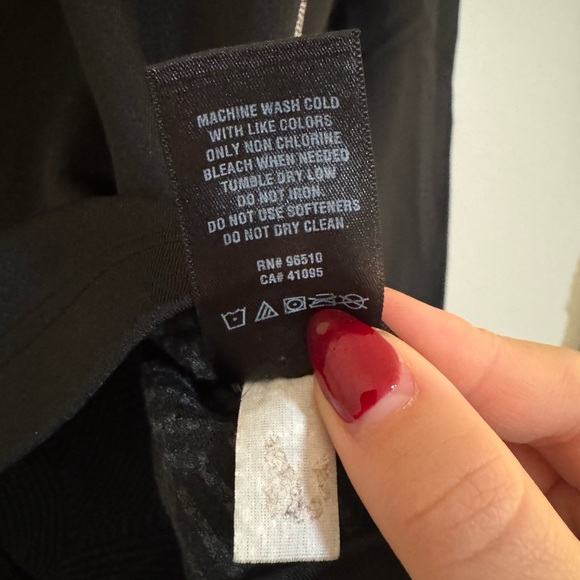 MACHINE WASH COLD
WITH LIKE COLORS
ONLY NON CHLORINE
BLEACH WHEN NEEDED
TUMBLE DRY LOW
DO NOT IRON.
DO NOT USE SOFTENERS
DO NOT DRY CLEAN.
RN# 96510
CA# 41095